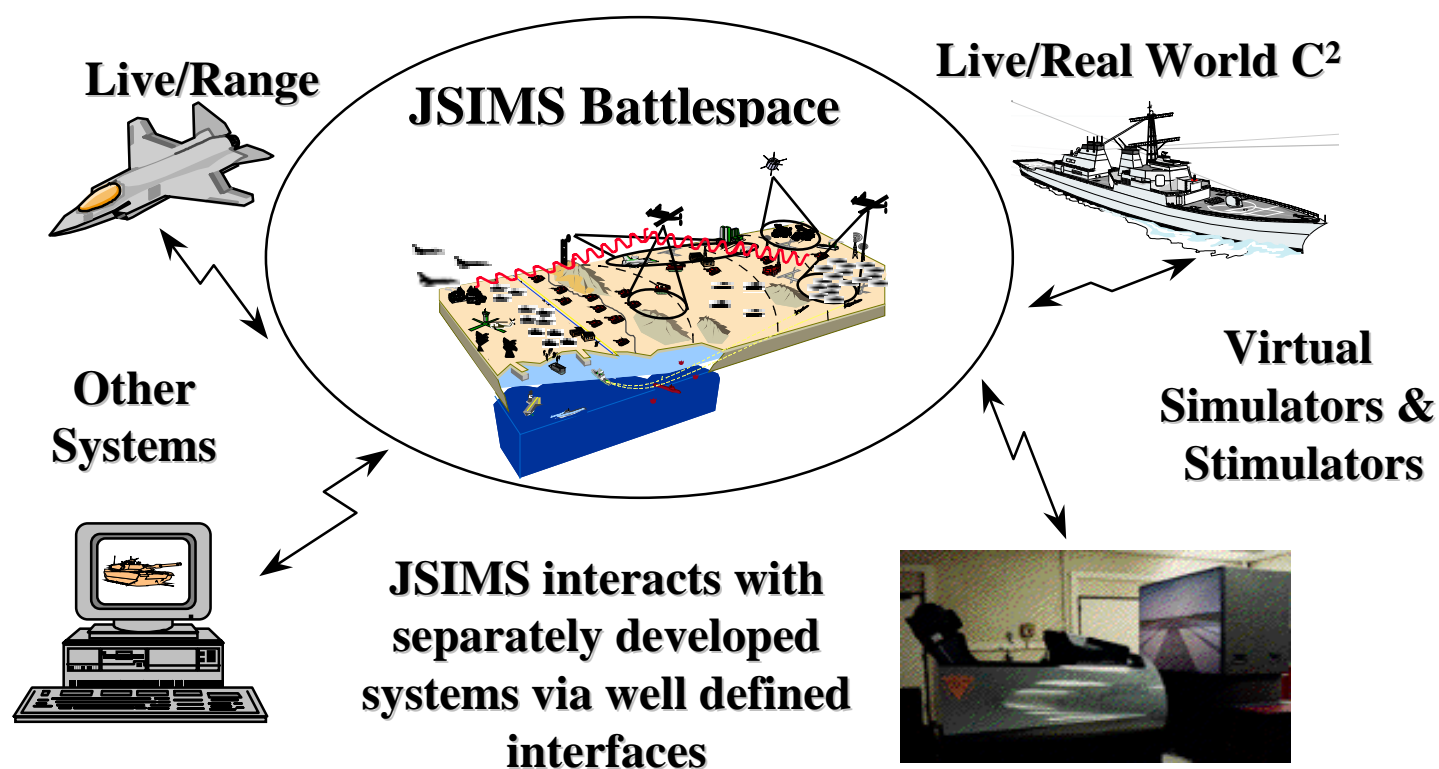 Live/Range
JSIMS Battlespace
Live/Real World C²
Other
Systems
Virtual
Simulators &
Stimulators
JSIMS interacts with
separately developed
systems via well defined
interfaces